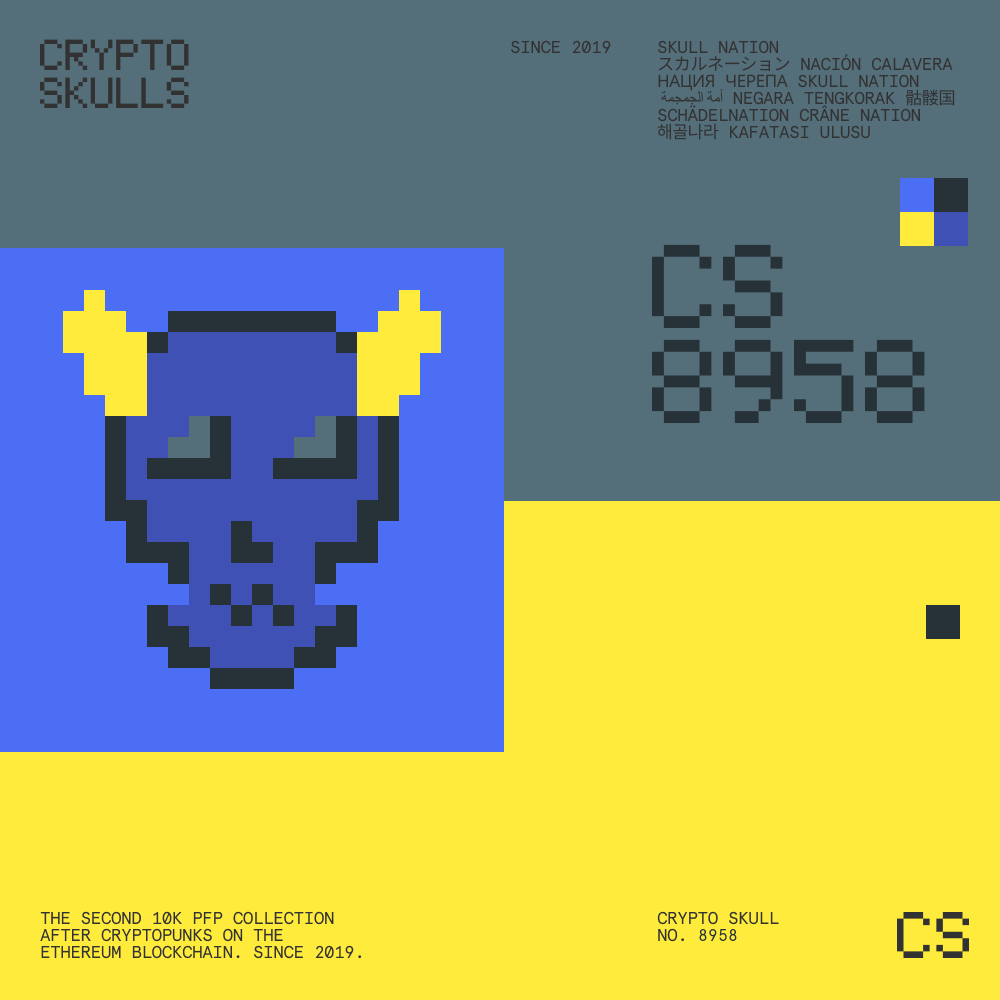 CRYPTO
SKULLS
SINCE 2019
SKULL NATION
スカルネーション NACIÓN CALAVERA
НАЦИЯ ЧЕРЕПА SKULL NATION
أمة الجمجمة NEGARA TENGKORAK 骷髅国
SCHÄDELNATION CRÂNE NATION
해골나라 KAFATASI ULUSU
CS
8958
THE SECOND 10K PFP COLLECTION
AFTER CRYPTOPUNKS ON THE
ETHEREUM BLOCKCHAIN. SINCE 2019.
CRYPTO SKULL
NO. 8958
CS